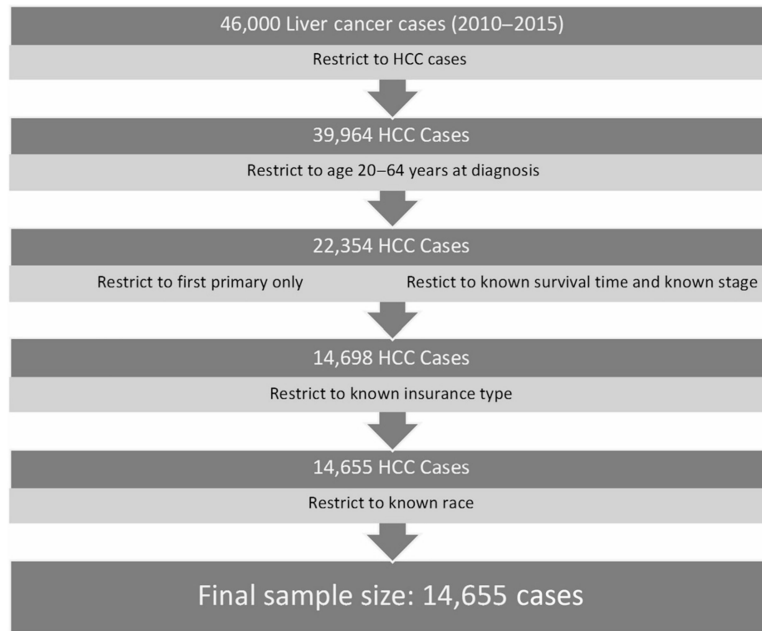 46,000 Liver cancer cases (2010–2015)
Restrict to HCC cases
39,964 HCC Cases
Restrict to age 20–64 years at diagnosis
22,354 HCC Cases
Restrict to first primary only
Restict to known survival time and known stage
14,698 HCC Cases
Restrict to known insurance type
14,655 HCC Cases
Restrict to known race
Final sample size: 14,655 cases